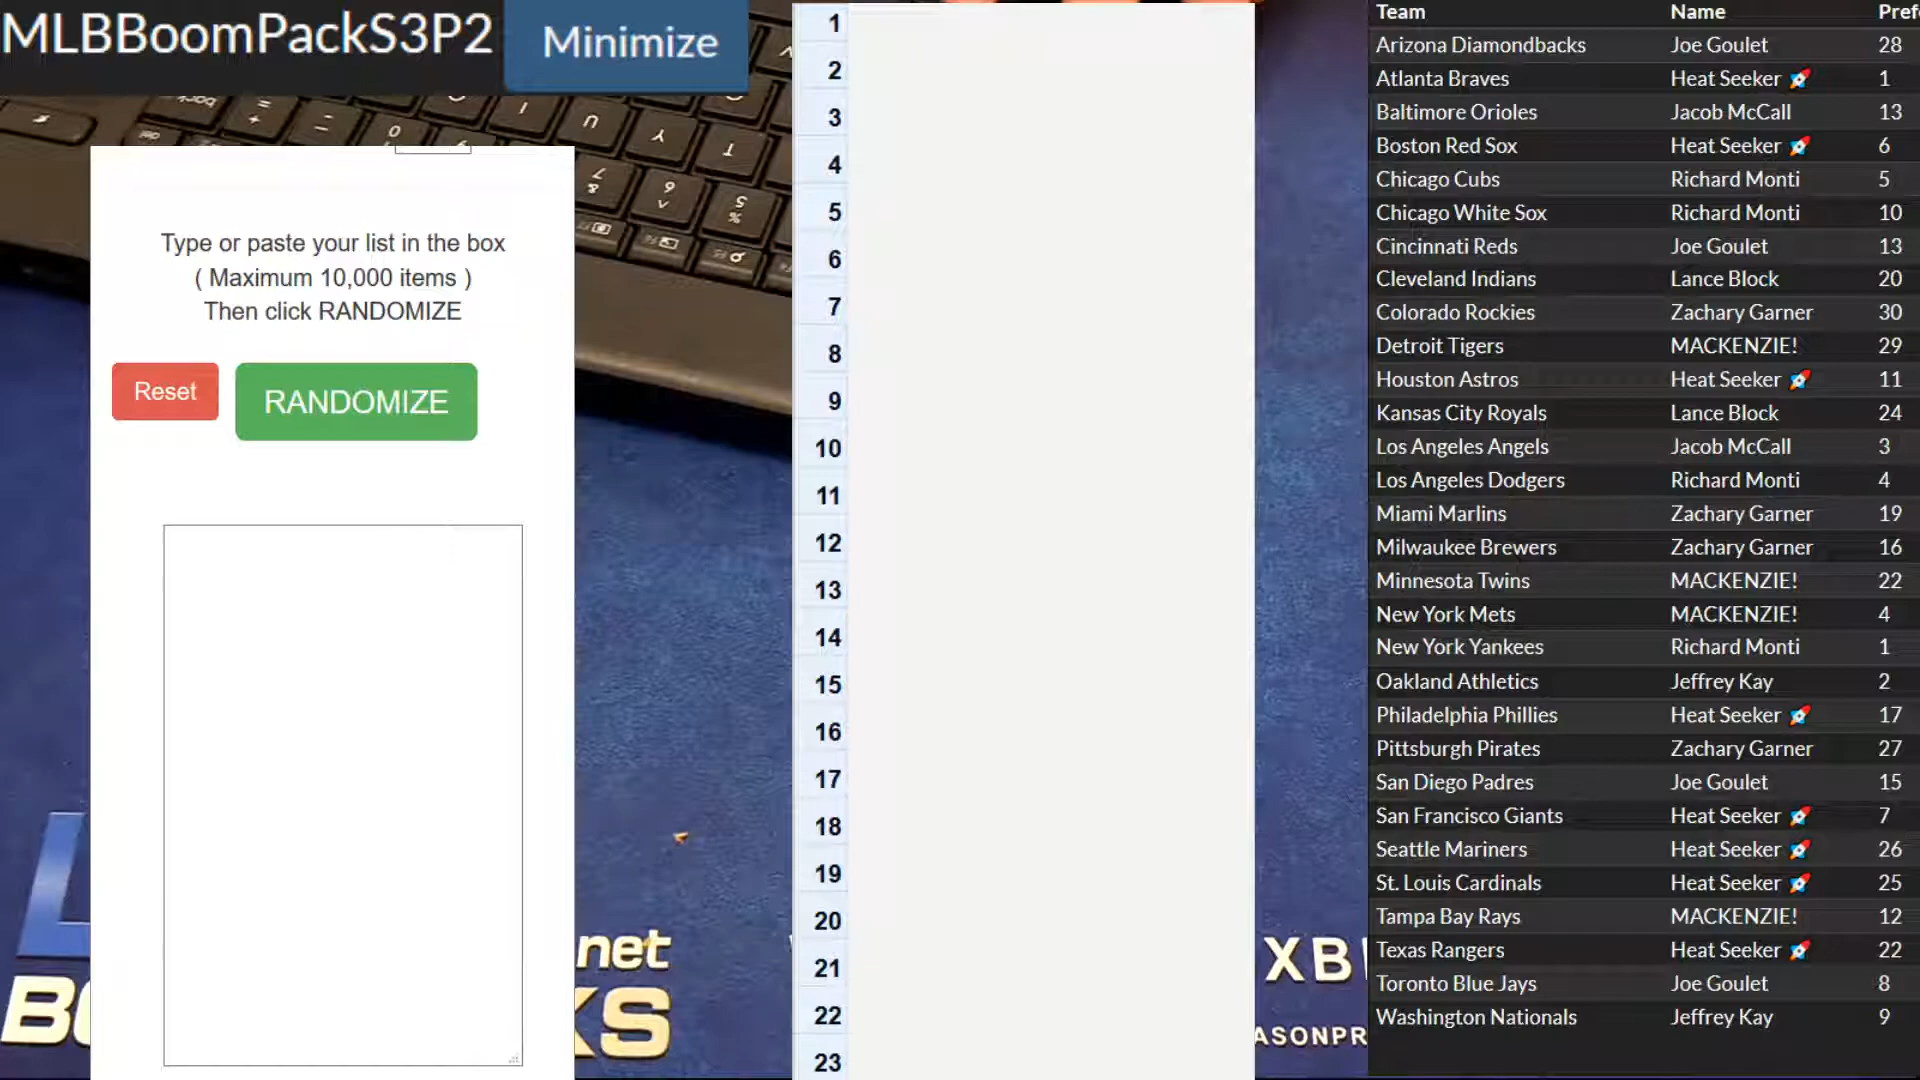 MLBBoomPackS3P2
Minimize
Type or paste your list in the box
( Maximum 10,000 items )
Then click RANDOMIZE
Reset
RANDOMIZE
1
2
3
4
5
6
7
8
9
10
11
12
13
14
15
16
17
18
19
20
21
22
23
Team Name
Arizona Diamondbacks Joe Goulet 28
Atlanta Braves Heat Seeker 🚀 1
Baltimore Orioles Jacob McCall 13
Boston Red Sox Heat Seeker 🚀 6
Chicago Cubs Richard Monti 5
Chicago White Sox Richard Monti 10
Cincinnati Reds Joe Goulet 13
Cleveland Indians Lance Block 20
Colorado Rockies Zachary Garner 30
Detroit Tigers MACKENZIE! 29
Houston Astros Heat Seeker 🚀 11
Kansas City Royals Lance Block 24
Los Angeles Angels Jacob McCall 3
Los Angeles Dodgers Richard Monti 4
Miami Marlins Zachary Garner 19
Milwaukee Brewers Zachary Garner 16
Minnesota Twins MACKENZIE! 22
New York Mets MACKENZIE! 4
New York Yankees Richard Monti 1
Oakland Athletics Jeffrey Kay 2
Philadelphia Phillies Heat Seeker 🚀 17
Pittsburgh Pirates Zachary Garner 27
San Diego Padres Joe Goulet 15
San Francisco Giants Heat Seeker 🚀 7
Seattle Mariners Heat Seeker 🚀 26
St. Louis Cardinals Heat Seeker 🚀 25
Tampa Bay Rays MACKENZIE! 12
Texas Rangers Heat Seeker 🚀 22
Toronto Blue Jays Joe Goulet 8
Washington Nationals Jeffrey Kay 9